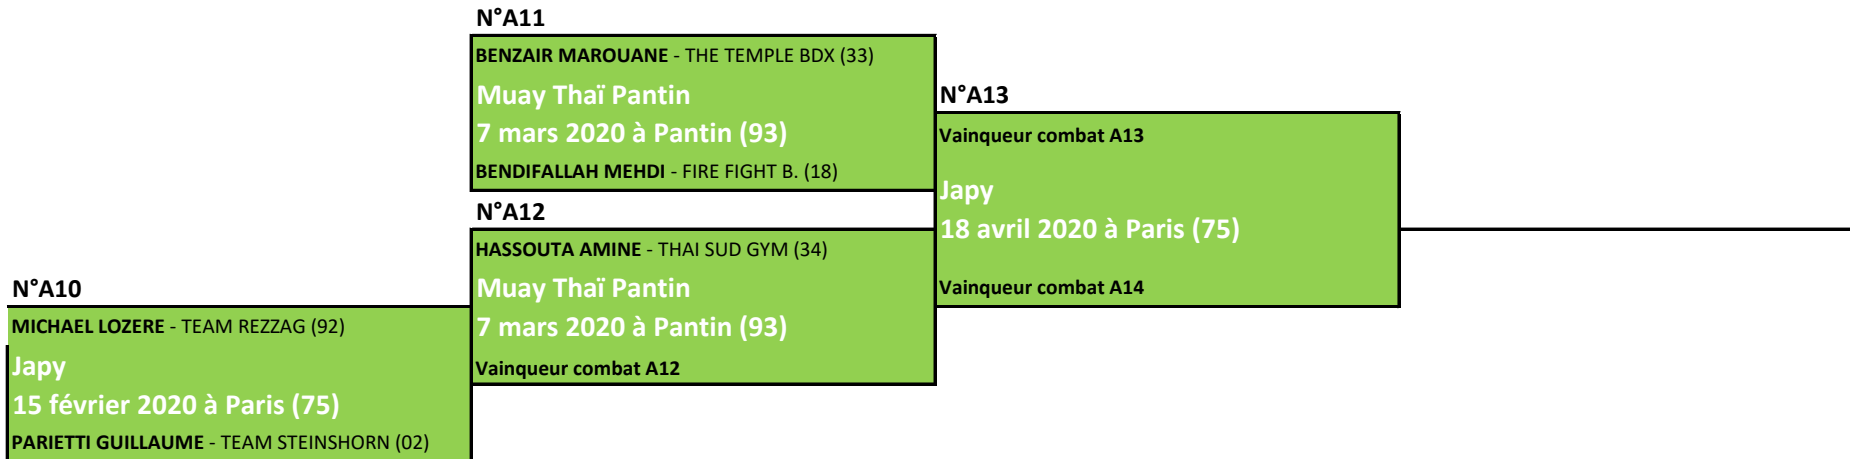 N°A11
BENZAIR MAROUANE - THE TEMPLE BDX (33)
Muay Thaï Pantin
7 mars 2020 à Pantin (93)
BENDIFALLAH MEHDI - FIRE FIGHT B. (18)
N°A13
Vainqueur combat A13
Japy
18 avril 2020 à Paris (75)
Vainqueur combat A14
N°A12
HASSOUTA AMINE - THAI SUD GYM (34)
Muay Thaï Pantin
7 mars 2020 à Pantin (93)
Vainqueur combat A12
N°A10
MICHAEL LOZERE - TEAM REZZAG (92)
Japy
15 février 2020 à Paris (75)
PARIETTI GUILLAUME - TEAM STEINSHORN (02)